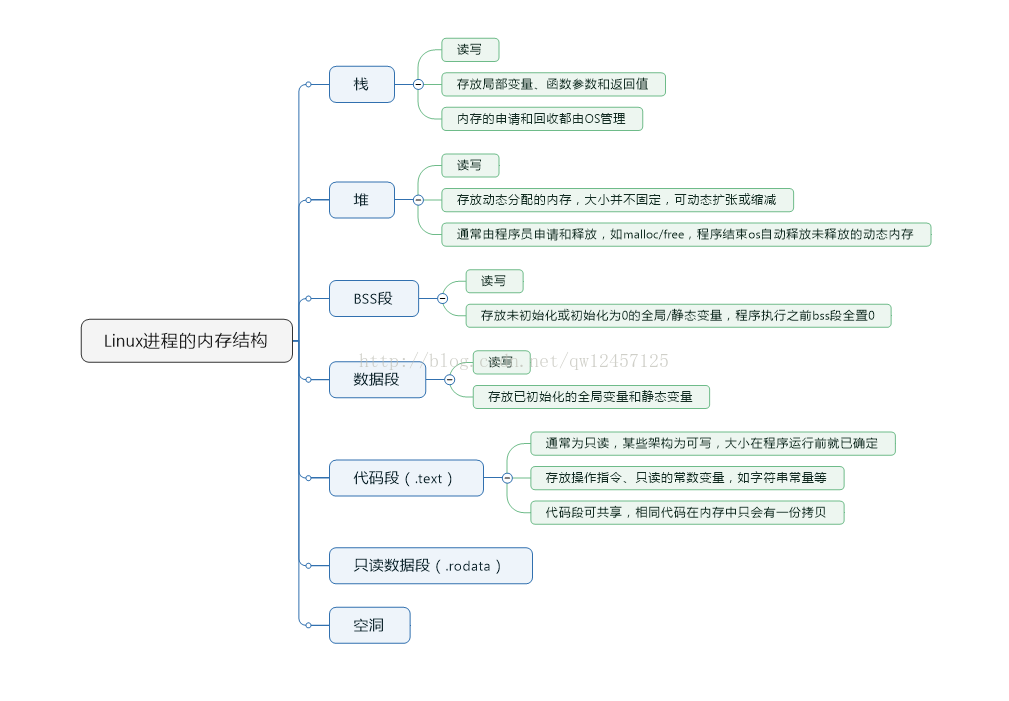 Linux进程的内存结构
栈
读写
存放局部变量、函数参数和返回值
内存的申请和回收都由OS管理
堆
读写
存放动态分配的内存，大小并不固定，可动态扩张或缩减
通常由程序员申请和释放，如malloc/free，程序结束os自动释放未释放的动态内存
BSS段
读写
存放未初始化或初始化为0的全局/静态变量，程序执行之前bss段全置0
http://blog.csdn.net/qw12457125
数据段
读写
存放已初始化的全局变量和静态变量
代码段（.text）
通常为只读，某些架构为可写，大小在程序运行前就已确定
存放操作指令、只读的常数变量，如字符串常量等
代码段可共享，相同代码在内存中只会有一份拷贝
只读数据段（.rodata）
空洞